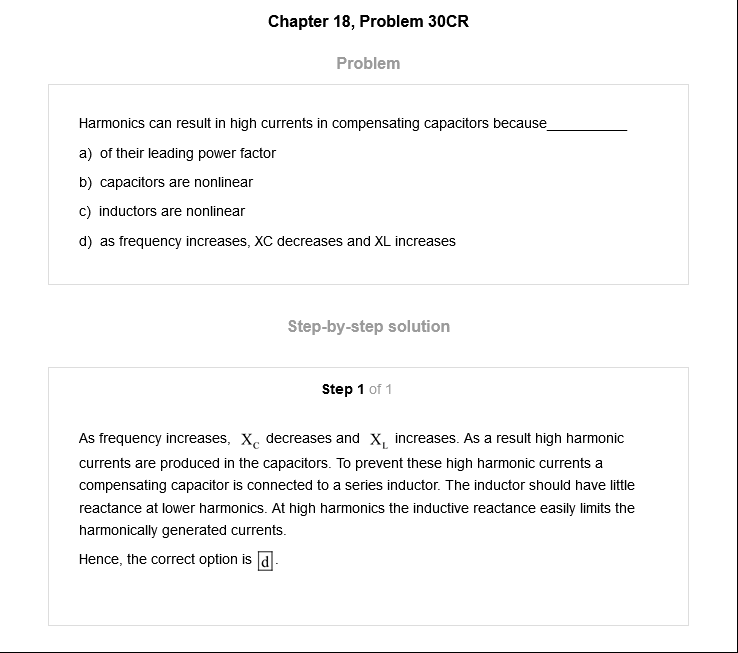 Chapter 18, Problem 30CR
Problem
Harmonics can result in high currents in compensating capacitors because__________
a) of their leading power factor
b) capacitors are nonlinear
c) inductors are nonlinear
d) as frequency increases, XC decreases and XL increases
Step-by-step solution
Step 1 of 1
As frequency increases, X_C decreases and X_L increases. As a result high harmonic
currents are produced in the capacitors. To prevent these high harmonic currents a
compensating capacitor is connected to a series inductor. The inductor should have little
reactance at lower harmonics. At high harmonics the inductive reactance easily limits the
harmonically generated currents.
Hence, the correct option is d.